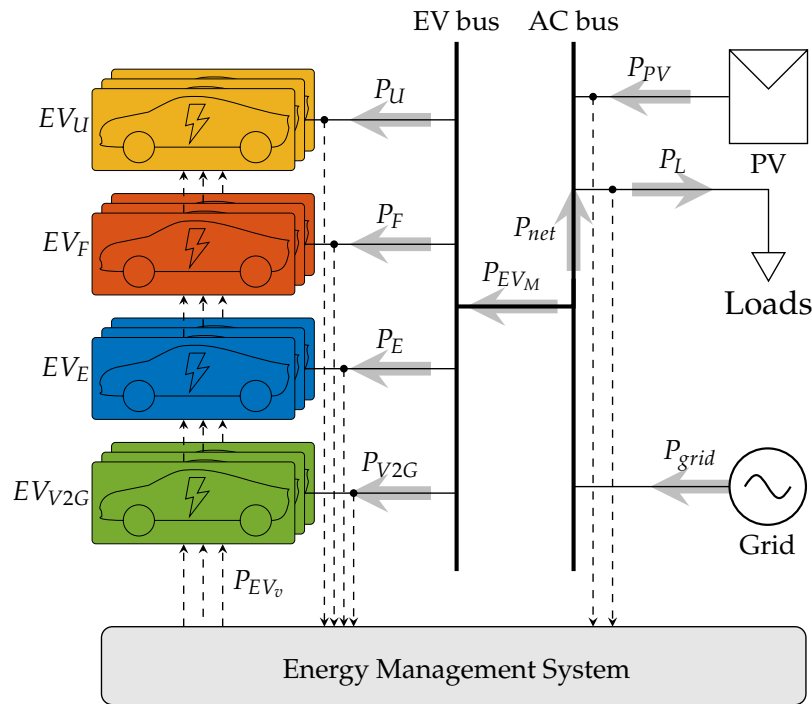 EV bus
AC bus
EV_U
P_U
P_PV
PV
P_L
EV_F
P_F
P_net
P_EV_M
Loads
EV_E
P_E
EV_V2G
P_V2G
P_grid
Grid
P_EV_v
Energy Management System